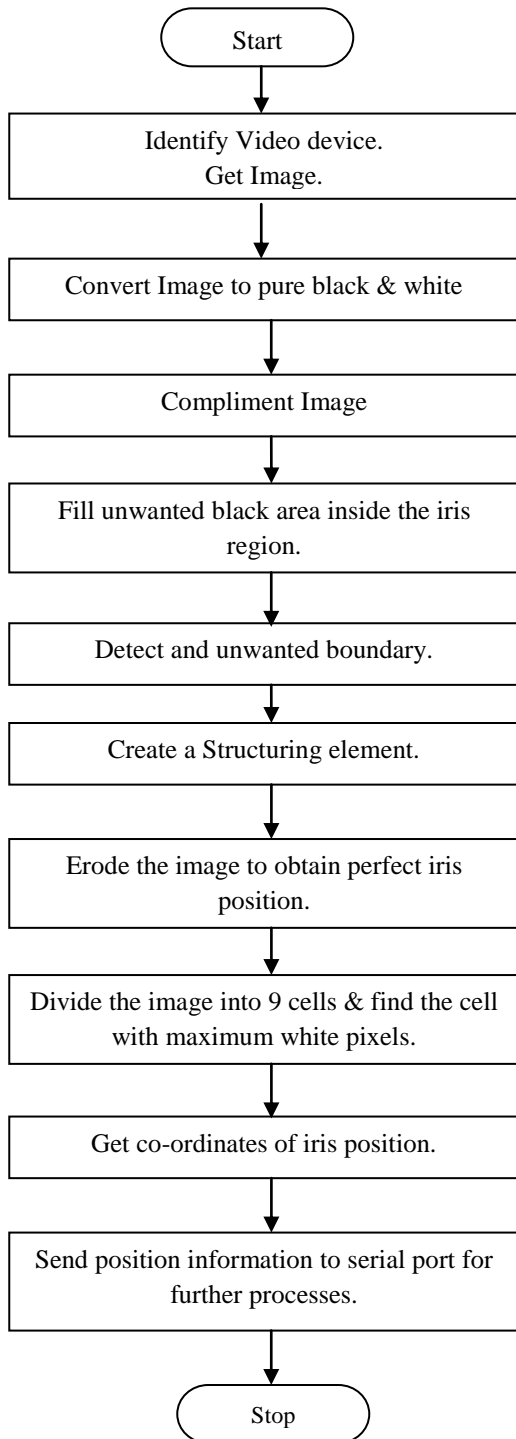 Start
Identify Video device.
Get Image.
Convert Image to pure black & white
Compliment Image
Fill unwanted black area inside the iris
region.
Detect and unwanted boundary.
Create a Structuring element.
Erode the image to obtain perfect iris
position.
Divide the image into 9 cells & find the cell
with maximum white pixels.
Get co-ordinates of iris position.
Send position information to serial port for
further processes.
Stop